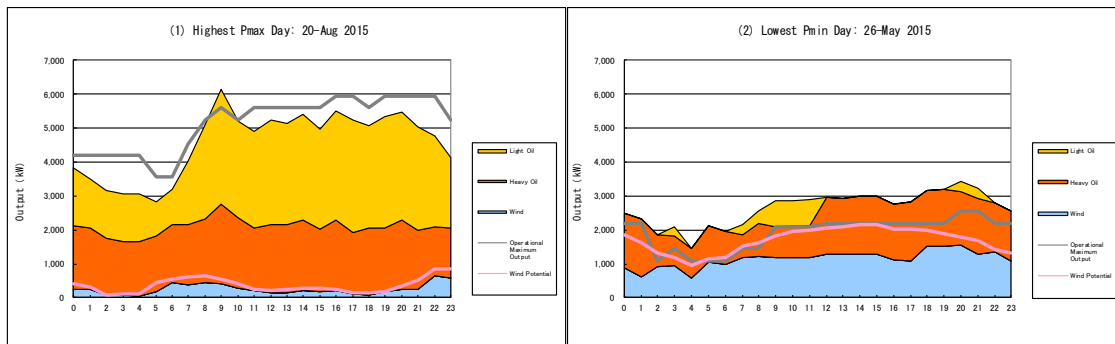 (1) Highest Pmax Day: 20-Aug 2015
7,000
6,000
5,000
4,000
3,000
2,000
1,000
0
Output (kW)
0 1 2 3 4 5 6 7 8 9 10 11 12 13 14 15 16 17 18 19 20 21 22 23
Light Oil
Heavy Oil
Wind
Operational
Maximum
Output
Wind Potential
(2) Lowest Pmin Day: 26-May 2015
7,000
6,000
5,000
4,000
3,000
2,000
1,000
0
Output (kW)
0 1 2 3 4 5 6 7 8 9 10 11 12 13 14 15 16 17 18 19 20 21 22 23
Light Oil
Heavy Oil
Wind
Operational
Maximum
Output
Wind Potential